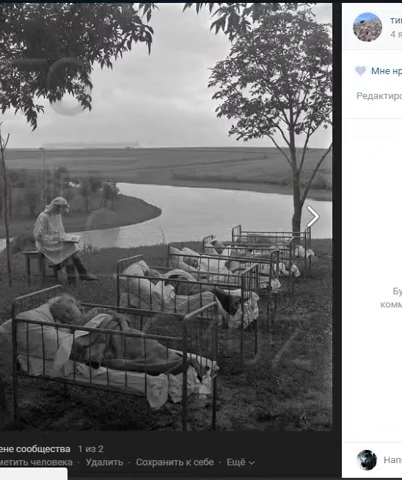 ти
4 я
Мне нр
Редактиро
Бу
комм
ене сообщества 1 из 2
метить человека · Удалить · Сохранить к себе · Ещё
Нап